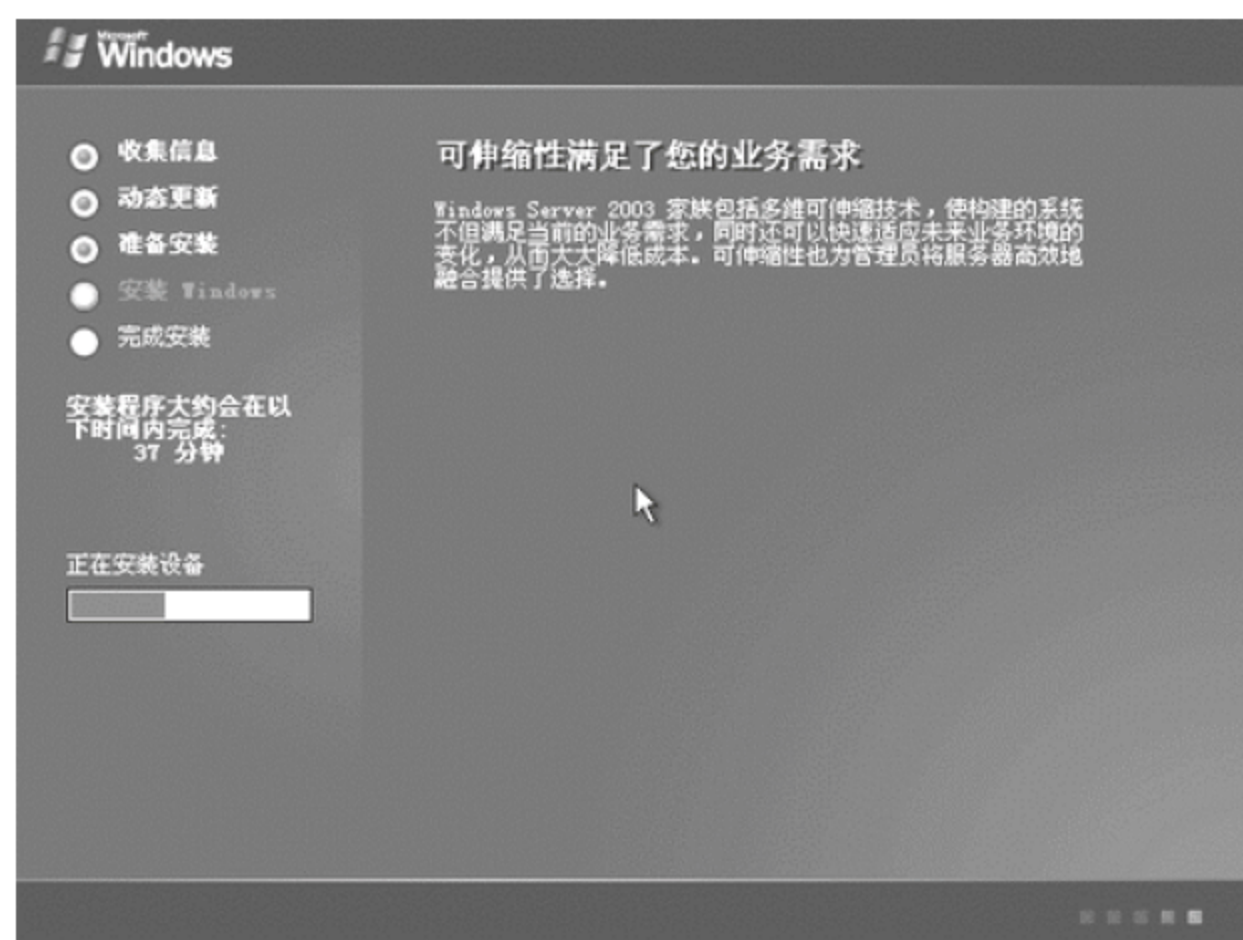 Microsoft
Windows
收集信息
动态更新
准备安装
安装 Windows
完成安装
安装程序大约会在以
下时间内完成:
37 分钟
正在安装设备
可伸缩性满足了您的业务需求
Windows Server 2003 家族包括多维可伸缩技术，使构建的系统
不但满足当前的业务需求，同时还可以快速适应未来业务环境的
变化，从而大大降低成本。可伸缩性也为管理员将服务器高效地
融合提供了选择。